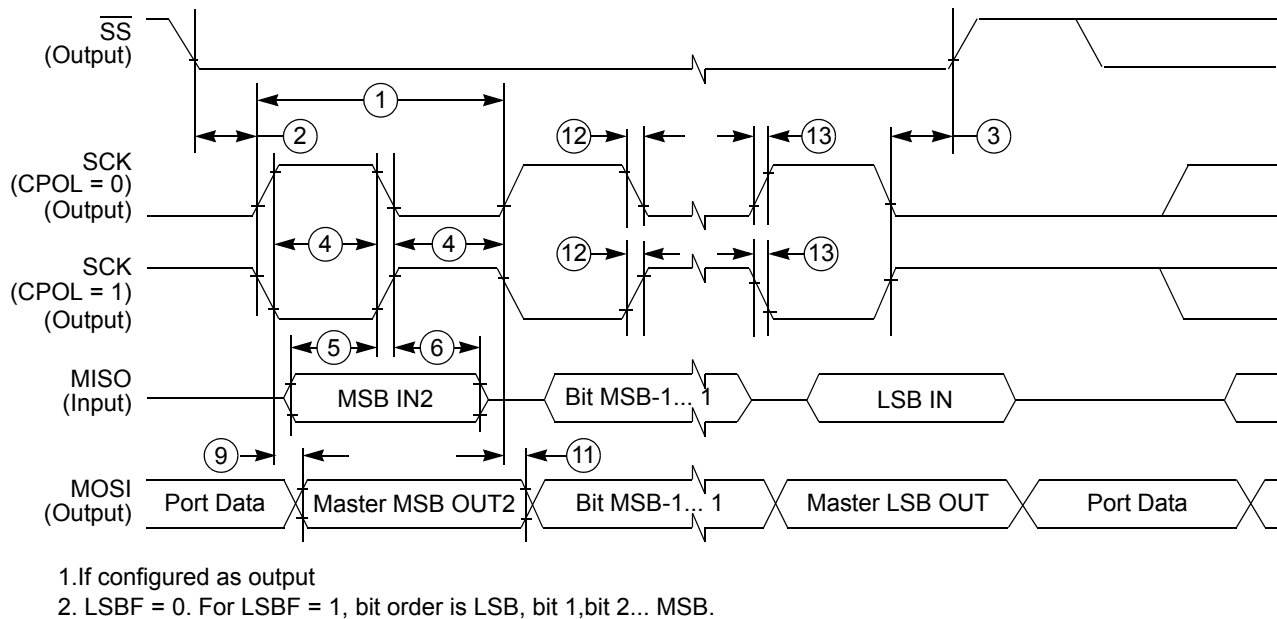 SS
(Output)
1
2
12
13
3
SCK
(CPOL = 0)
(Output)
4
4
SCK
(CPOL = 1)
(Output)
12
13
5
6
MISO
(Input)
MSB IN2
Bit MSB-1... 1
LSB IN
9
11
MOSI
(Output)
Port Data
Master MSB OUT2
Bit MSB-1... 1
Master LSB OUT
Port Data
1.If configured as output
2. LSBF = 0. For LSBF = 1, bit order is LSB, bit 1,bit 2... MSB.